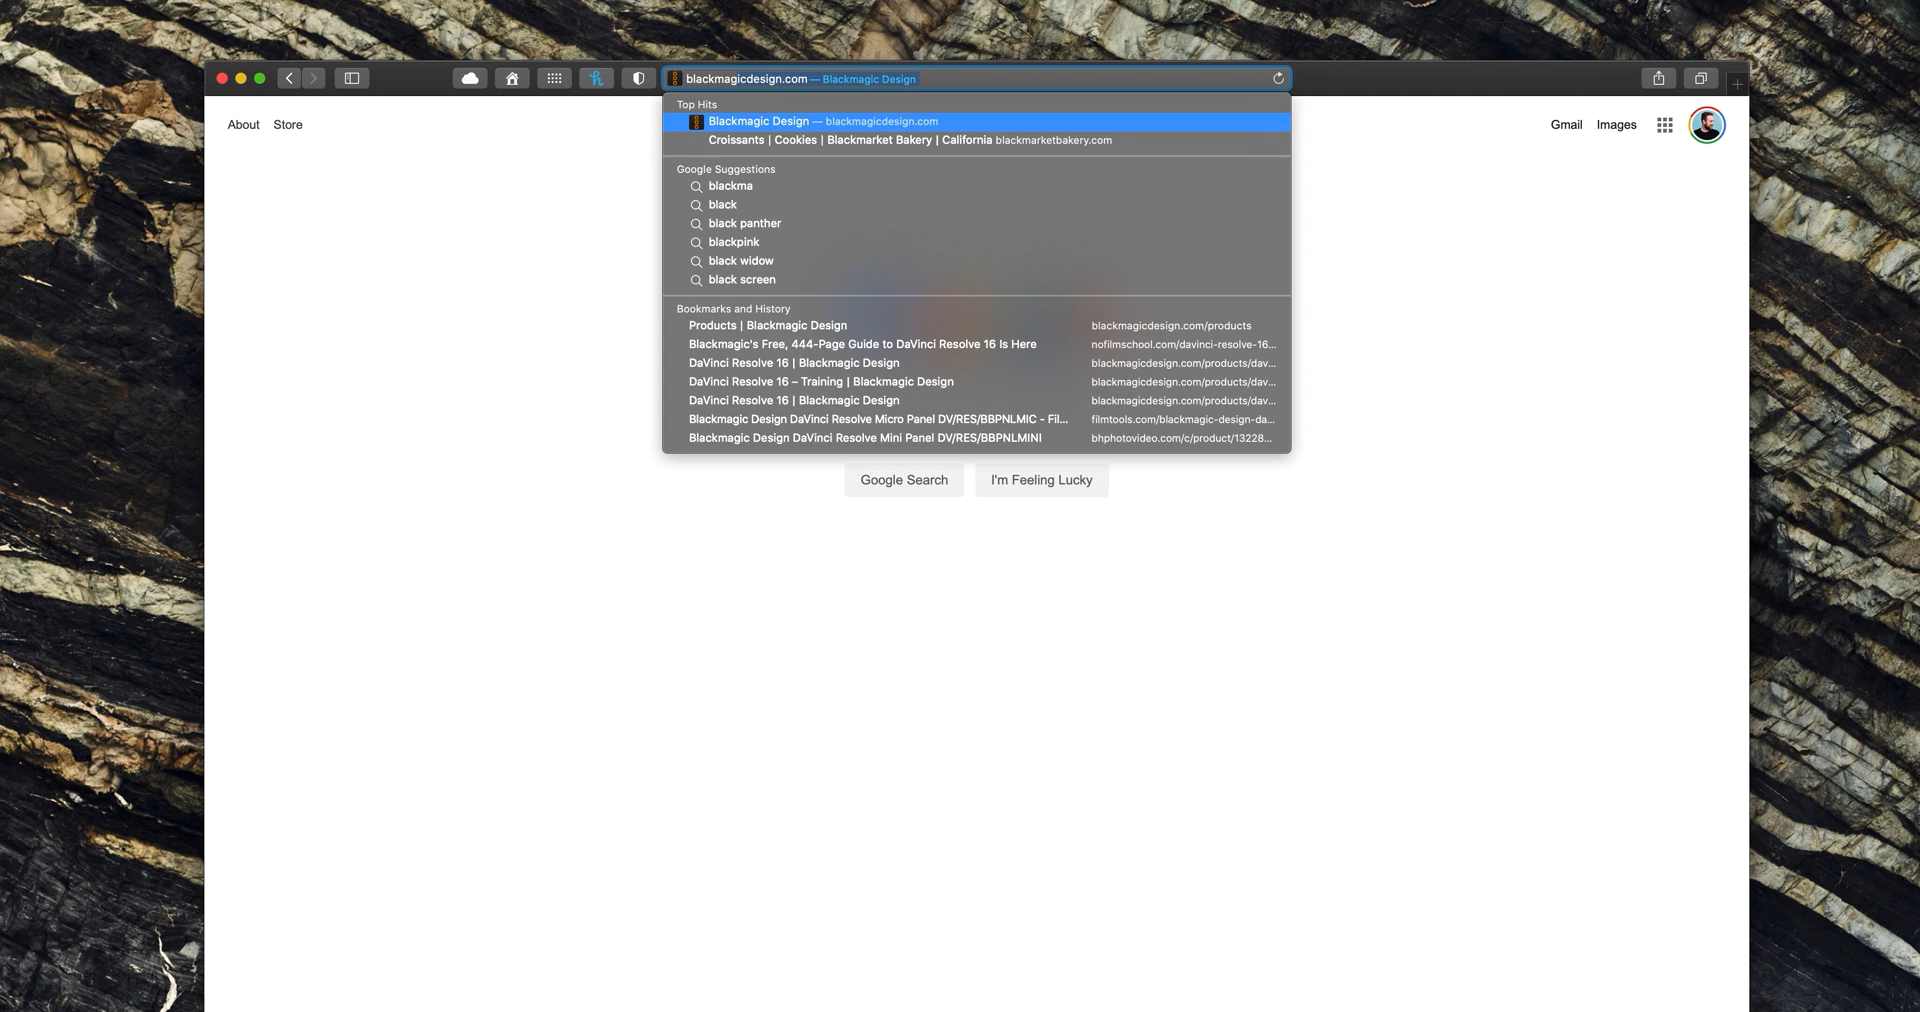 blackmagicdesign.com — Blackmagic Design
About Store
Gmail Images
Top Hits
Blackmagic Design — blackmagicdesign.com
Croissants | Cookies | Blackmarket Bakery | California blackmarketbakery.com
Google Suggestions
blackma
black
black panther
blackpink
black widow
black screen
Bookmarks and History
Products | Blackmagic Design blackmagicdesign.com/products
Blackmagic's Free, 444-Page Guide to DaVinci Resolve 16 Is Here nofilmschool.com/davinci-resolve-16...
DaVinci Resolve 16 | Blackmagic Design blackmagicdesign.com/products/dav...
DaVinci Resolve 16 – Training | Blackmagic Design blackmagicdesign.com/products/dav...
DaVinci Resolve 16 | Blackmagic Design blackmagicdesign.com/products/dav...
Blackmagic Design DaVinci Resolve Micro Panel DV/RES/BBPNLMIC - Fil... filmtools.com/blackmagic-design-da...
Blackmagic Design DaVinci Resolve Mini Panel DV/RES/BBPNLMINI bhphotovideo.com/c/product/13228...
Google Search I'm Feeling Lucky